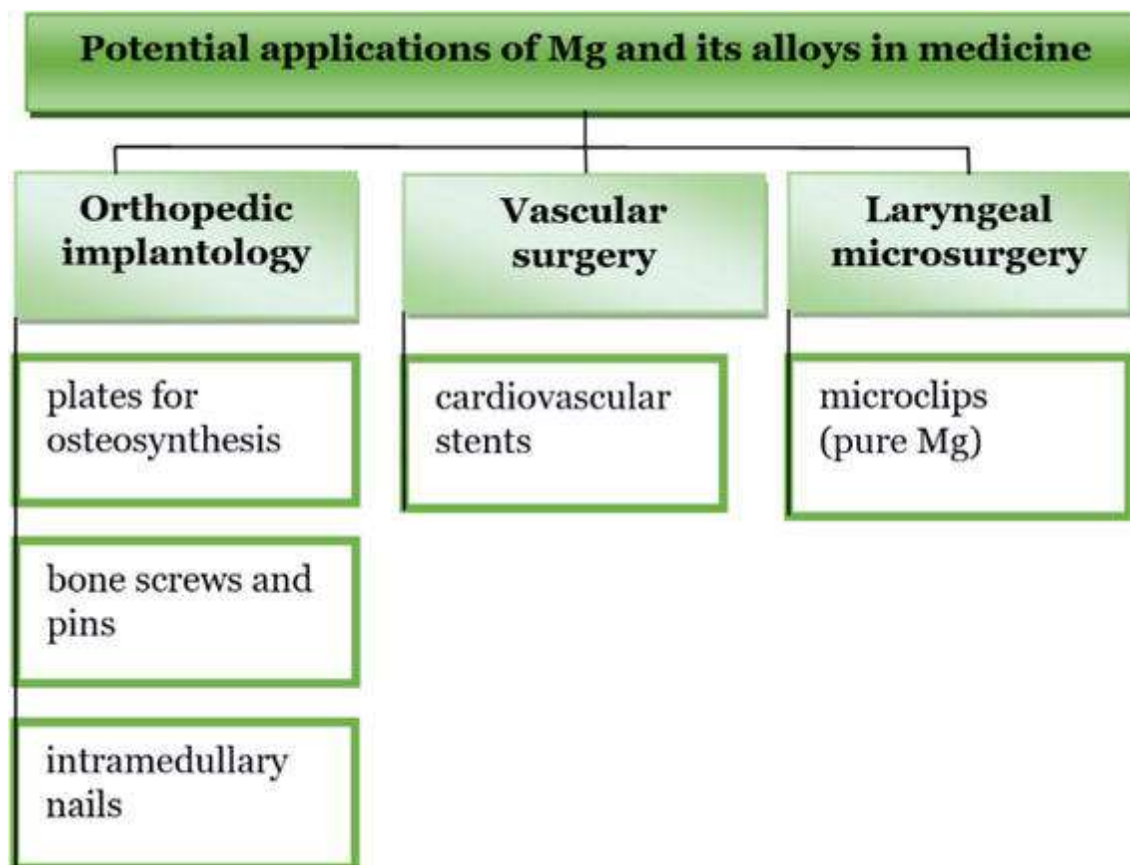 Potential applications of Mg and its alloys in medicine
Orthopedic
implantology
plates for
osteosynthesis
bone screws and
pins
intramedullary
nails
Vascular
surgery
cardiovascular
stents
Laryngeal
microsurgery
microclips
(pure Mg)